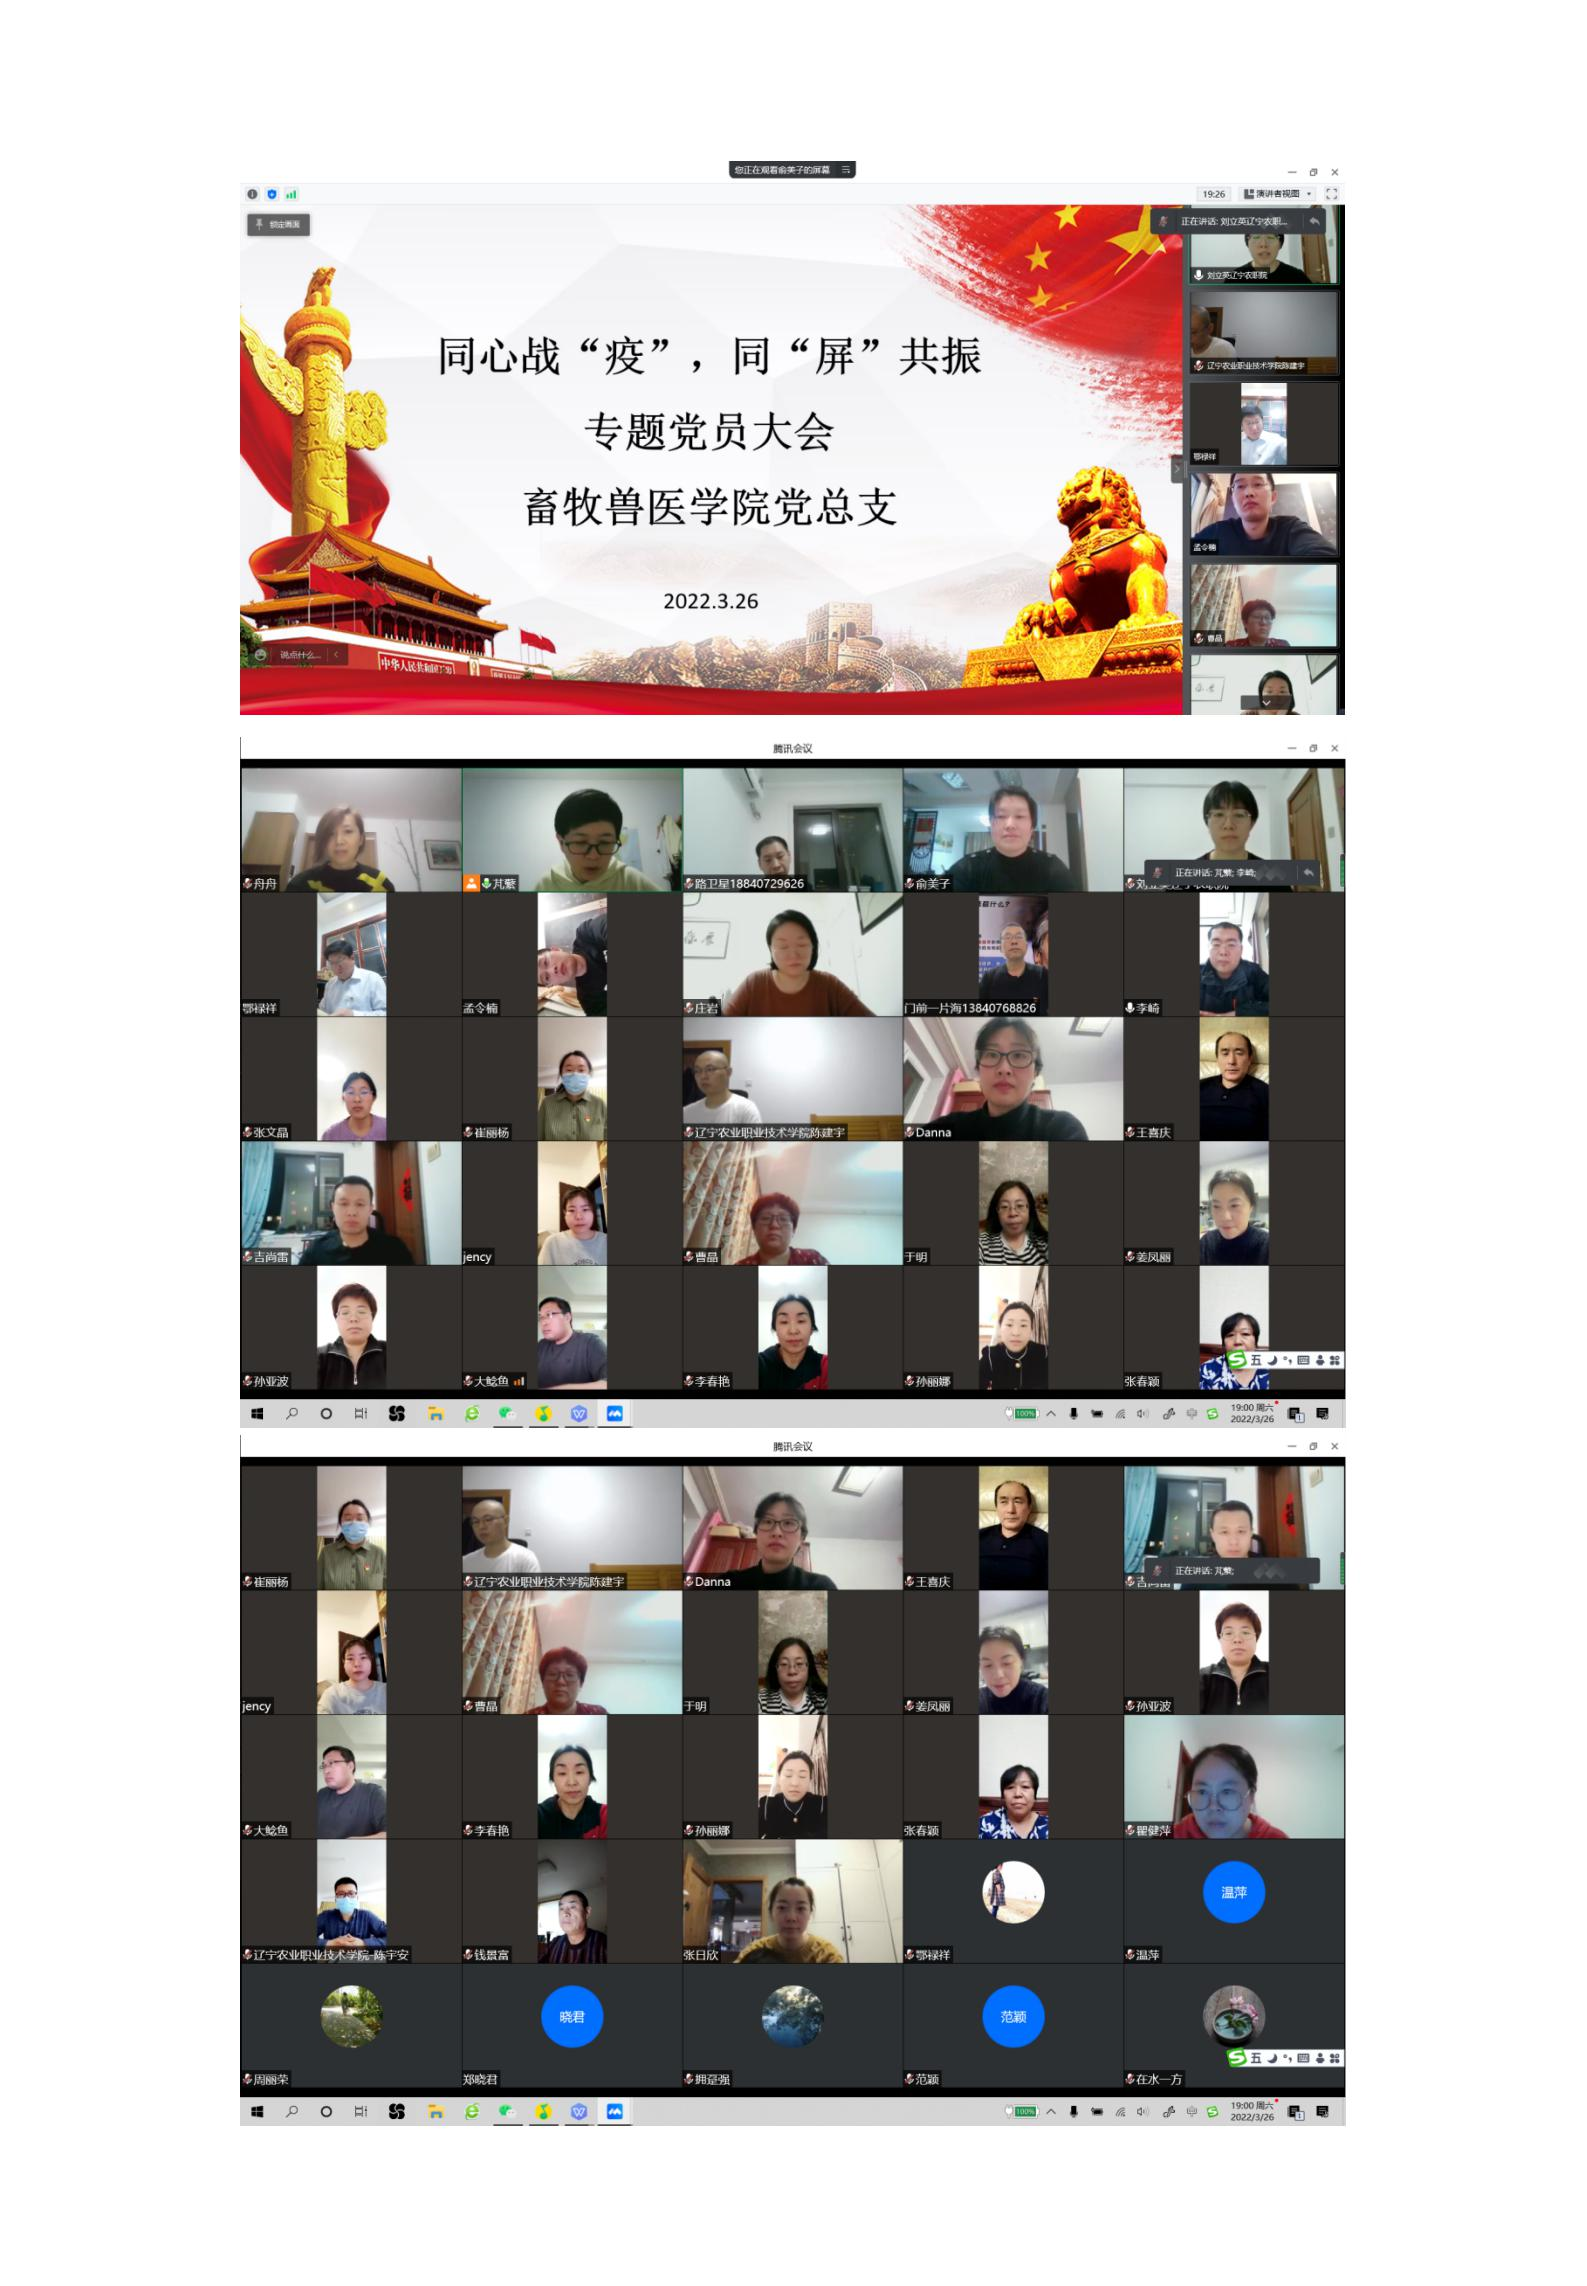 您正在观看俞美子的屏幕
19:26 演讲者视图
锁定画面
正在讲话: 刘立英辽宁农职...
刘立英辽宁农职院
同心战“疫”，同“屏”共振
专题党员大会
畜牧兽医学院党总支
2022.3.26
辽宁农业职业技术学院陈建宇
鄂禄祥
孟令楠
曹晶
说点什么...
中华人民共和国万岁
腾讯会议
舟舟
芃蘩
路卫星18840729626
俞美子
正在讲话: 芃蘩; 李崎;
鄂禄祥
孟令楠
庄岩
门前一片海13840768826
李崎
张文晶
崔丽杨
辽宁农业职业技术学院陈建宇
Danna
王喜庆
吉尚雷
jency
曹晶
于明
姜凤丽
孙亚波
大鲶鱼
李春艳
孙丽娜
张春颖
五
100%
19:00 周六
2022/3/26
腾讯会议
崔丽杨
辽宁农业职业技术学院陈建宇
Danna
王喜庆
正在讲话: 芃蘩;
吉尚雷
jency
曹晶
于明
姜凤丽
孙亚波
大鲶鱼
李春艳
孙丽娜
张春颖
瞿健萍
辽宁农业职业技术学院-陈宇安
钱景富
张日欣
鄂禄祥
温萍
温萍
晓君
范颖
周丽荣
郑晓君
范颖
在水一方
五
100%
19:00 周六
2022/3/26